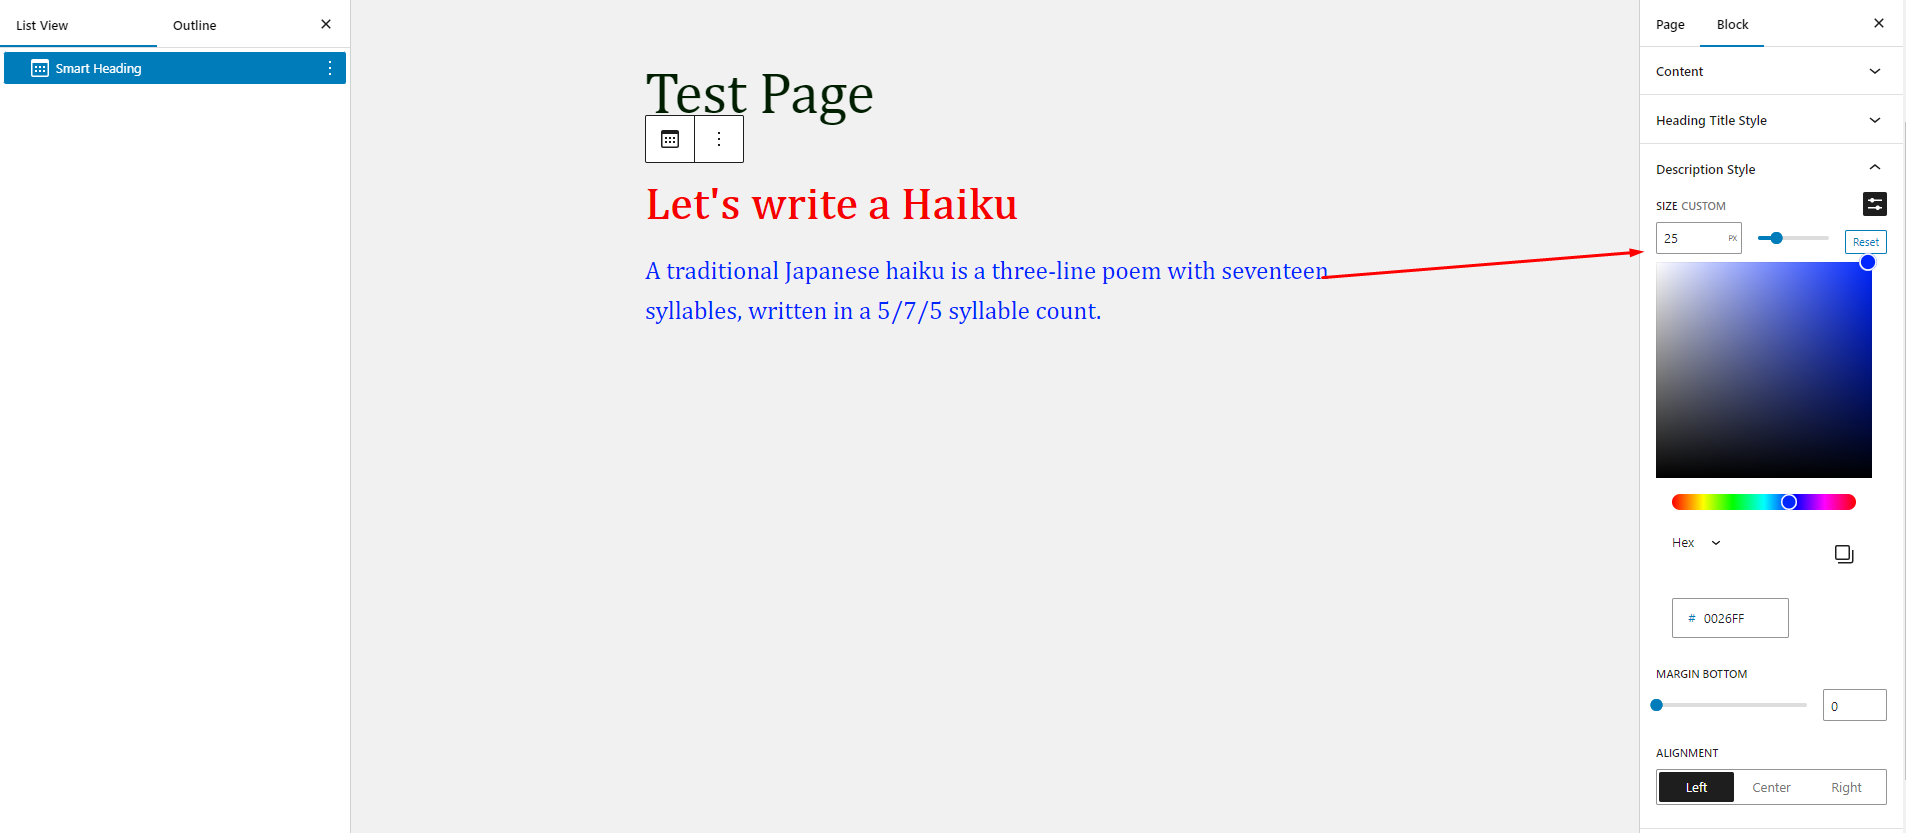 List View
Outline
Smart Heading
Test Page
Let's write a Haiku
A traditional Japanese haiku is a three-line poem with seventeen
syllables, written in a 5/7/5 syllable count.
Page
Block
Content
Heading Title Style
Description Style
SIZE CUSTOM
25 PX
Reset
Hex
# 0026FF
MARGIN BOTTOM
0
ALIGNMENT
Left
Center
Right